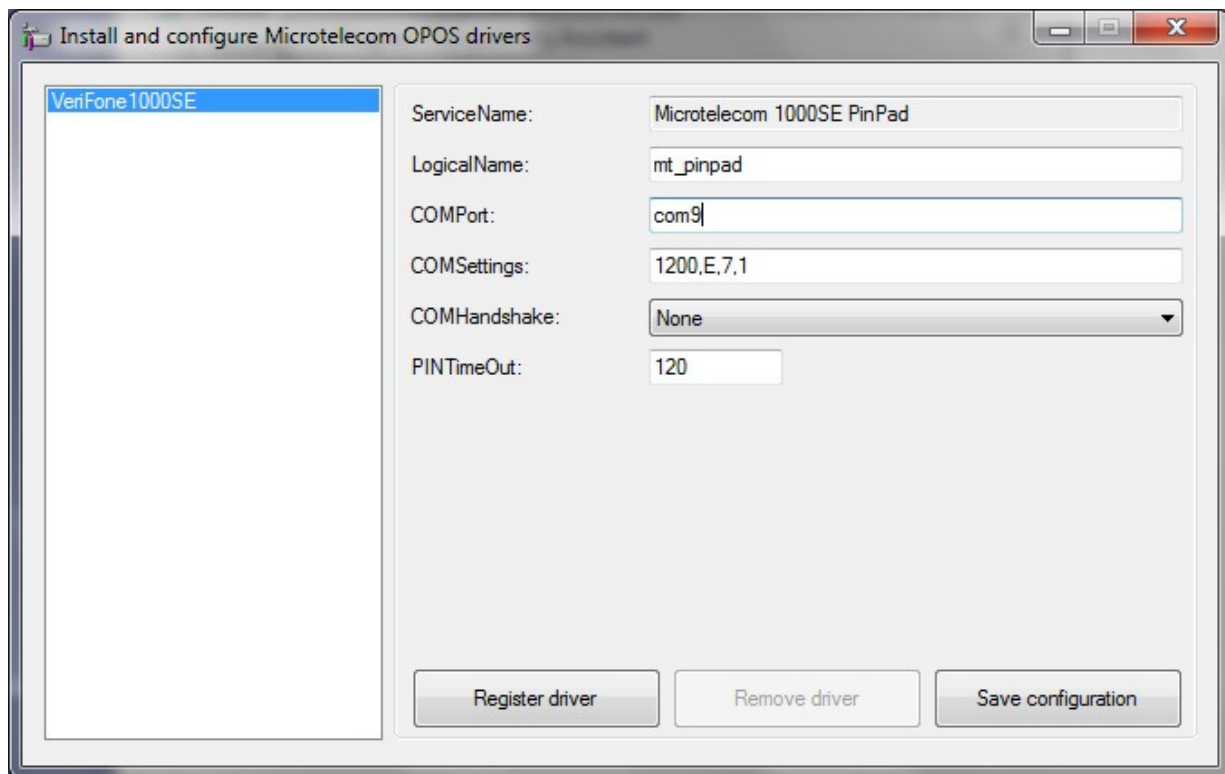 Install and configure Microtelecom OPOS drivers
VeriFone1000SE
ServiceName: Microtelecom 1000SE PinPad
LogicalName: mt_pinpad
COMPort: com9
COMSettings: 1200,E,7,1
COMHandshake: None
PINTimeOut: 120
Register driver Remove driver Save configuration